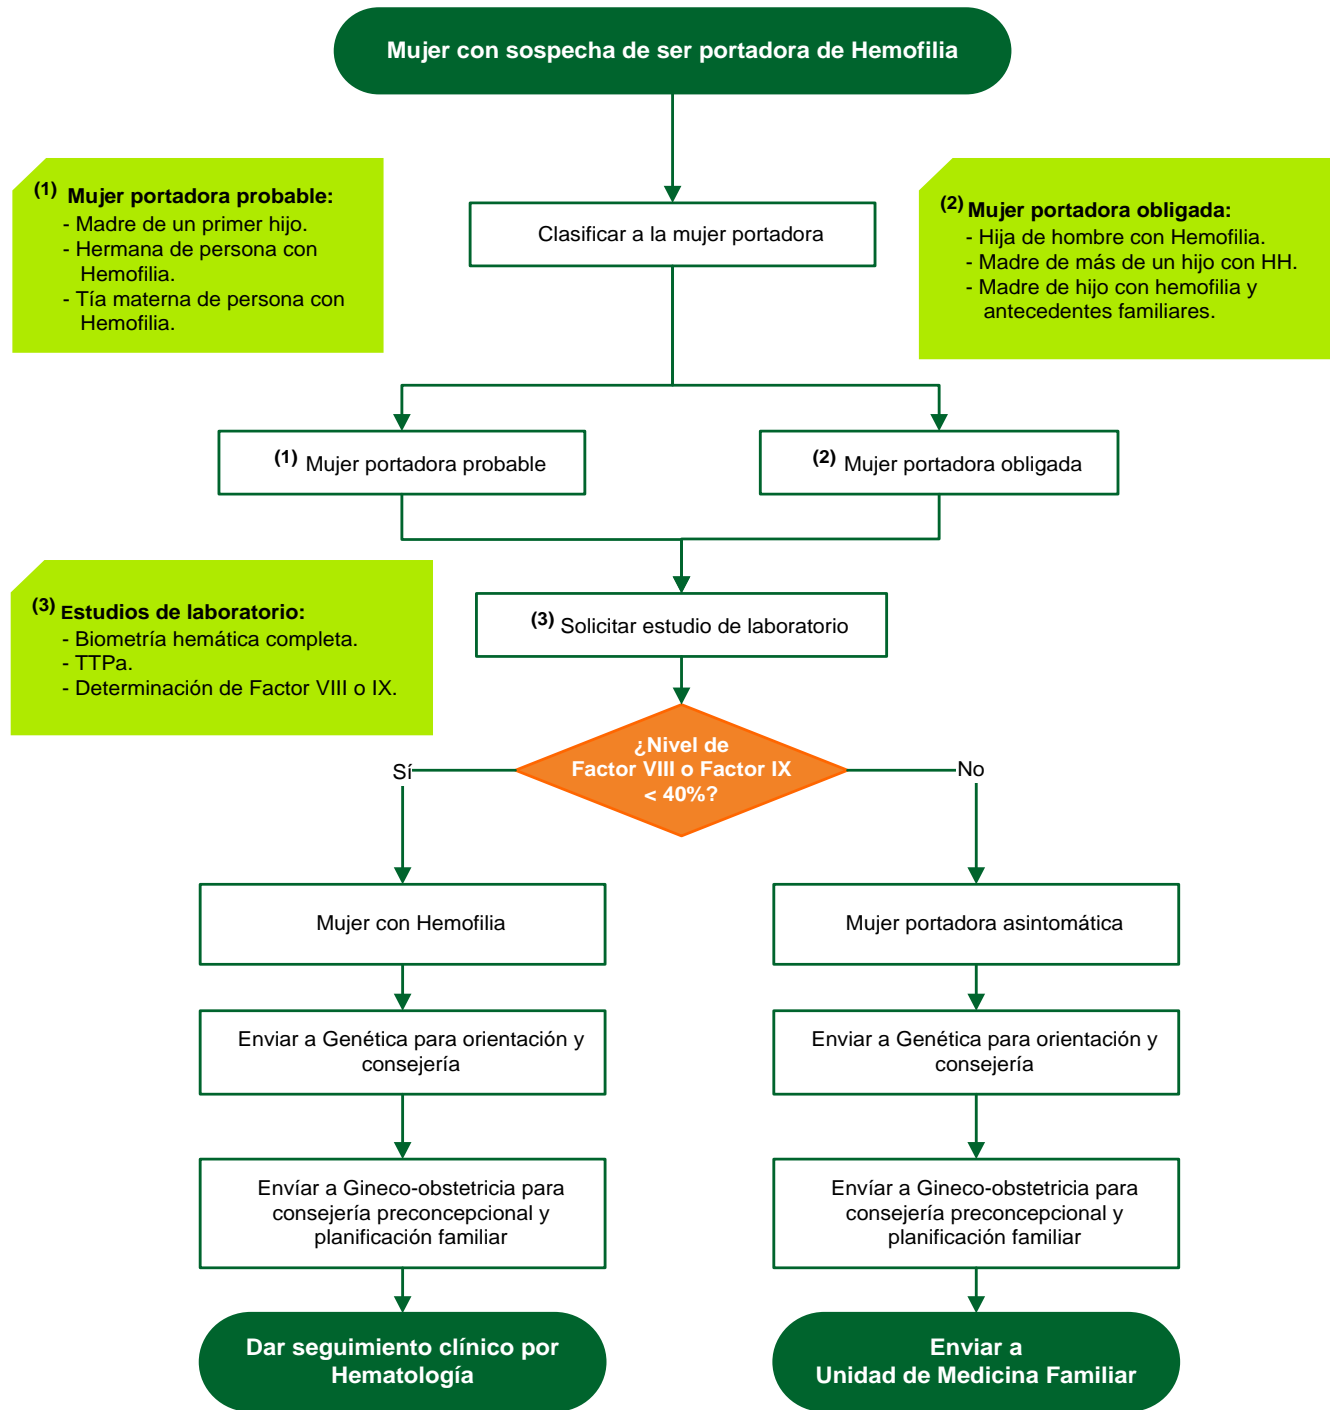 Mujer con sospecha de ser portadora de Hemofilia
(1) Mujer portadora probable:
- Madre de un primer hijo.
- Hermana de persona con
Hemofilia.
- Tía materna de persona con
Hemofilia.
Clasificar a la mujer portadora
(2) Mujer portadora obligada:
- Hija de hombre con Hemofilia.
- Madre de más de un hijo con HH.
- Madre de hijo con hemofilia y
antecedentes familiares.
(1) Mujer portadora probable
(2) Mujer portadora obligada
(3) Estudios de laboratorio:
- Biometría hemática completa.
- TTPa.
- Determinación de Factor VIII o IX.
(3) Solicitar estudio de laboratorio
¿Nivel de
Factor VIII o Factor IX
< 40%?
Sí
No
Mujer con Hemofilia
Mujer portadora asintomática
Enviar a Genética para orientación y
consejería
Enviar a Genética para orientación y
consejería
Envíar a Gineco-obstetricia para
consejería preconcepcional y
planificación familiar
Envíar a Gineco-obstetricia para
consejería preconcepcional y
planificación familiar
Dar seguimiento clínico por
Hematología
Enviar a
Unidad de Medicina Familiar